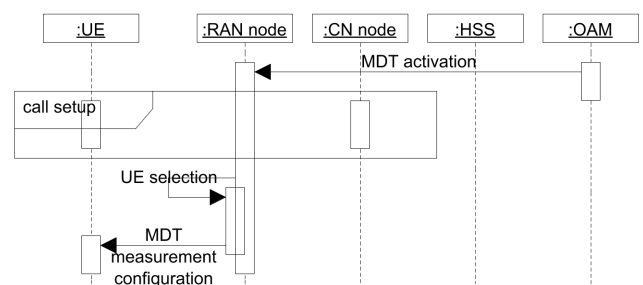 :UE
:RAN node
:CN node
:HSS
:OAM
MDT activation
call setup
UE selection
MDT
measurement
configuration